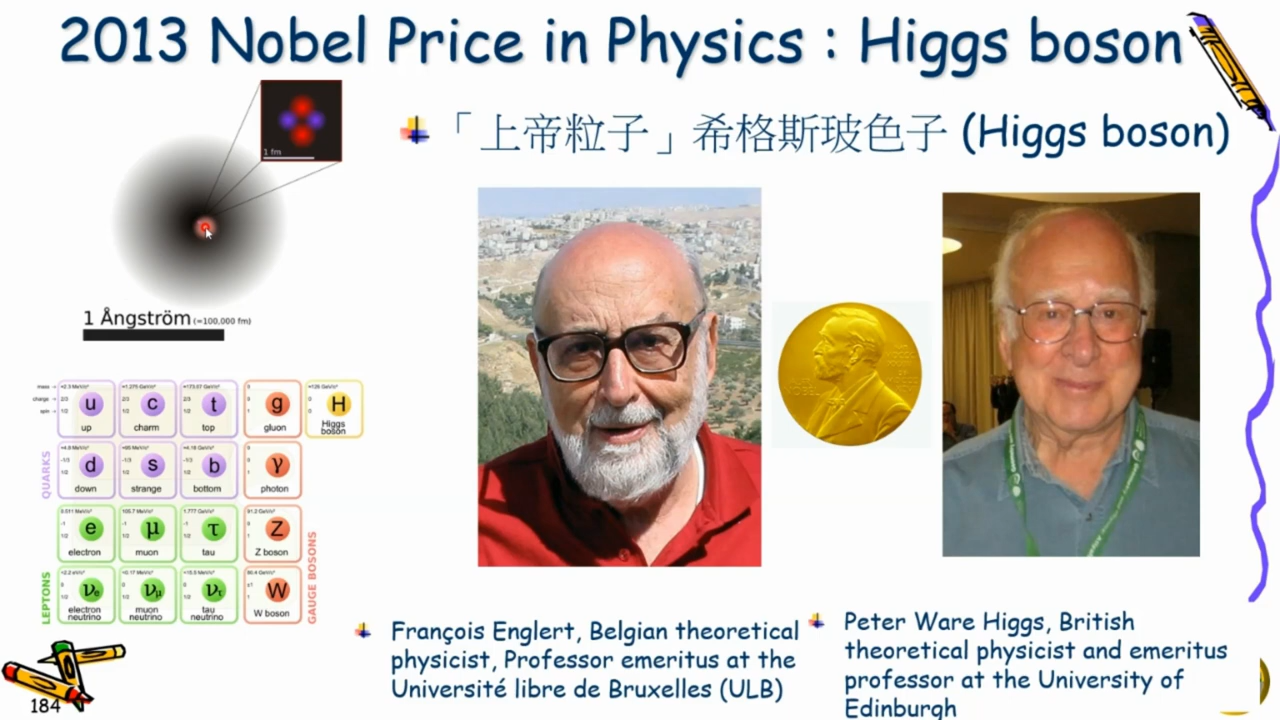 2013 Nobel Price in Physics : Higgs boson
「上帝粒子」希格斯玻色子 (Higgs boson)
1 fm
1 Ångström (=100,000 fm)
mass →
charge →
spin →
u
up
c
charm
t
top
g
gluon
H
Higgs
boson
QUARKS
d
down
s
strange
b
bottom
γ
photon
e
electron
μ
muon
τ
tau
Z
Z boson
LEPTONS
νe
electron
neutrino
νμ
muon
neutrino
ντ
tau
neutrino
W
W boson
GAUGE BOSONS
François Englert, Belgian theoretical
physicist, Professor emeritus at the
Université libre de Bruxelles (ULB)
Peter Ware Higgs, British
theoretical physicist and emeritus
professor at the University of
Edinburgh
184